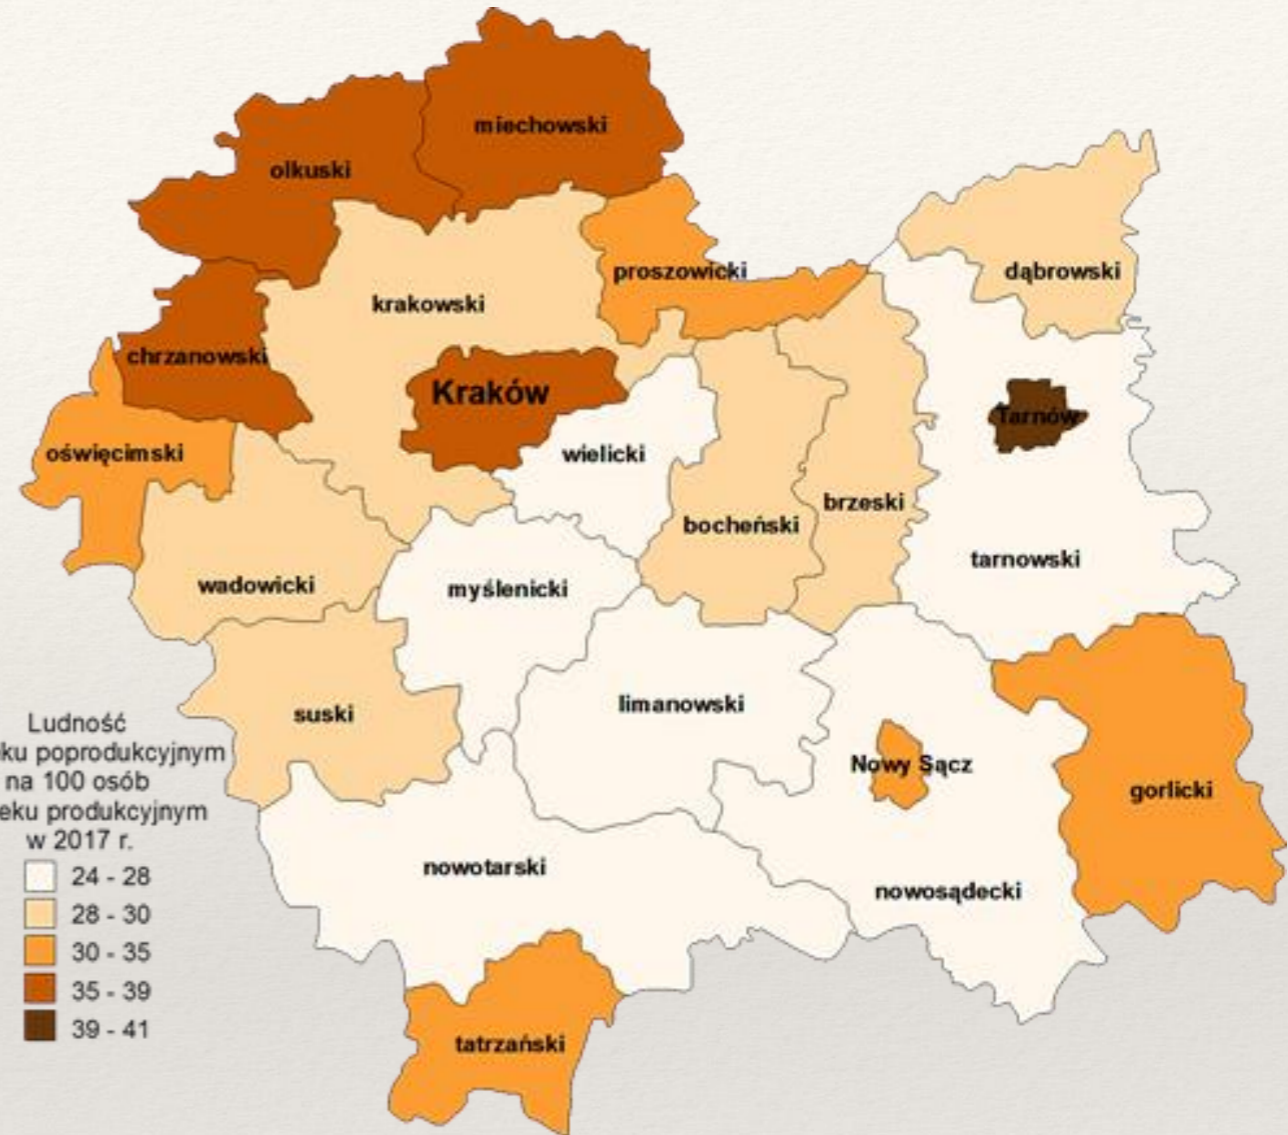 miechowski
olkuski
proszowicki
dąbrowski
krakowski
chrzanowski
Kraków
Tarnów
oświęcimski
wielicki
brzeski
bocheński
tarnowski
wadowicki
myślenicki
limanowski
suski
Nowy Sącz
gorlicki
nowotarski
nowosądecki
tatrzański
Ludność
poprodukcyjnym
na 100 osób
produkcyjnym
w 2017 r.
24 - 28
28 - 30
30 - 35
35 - 39
39 - 41